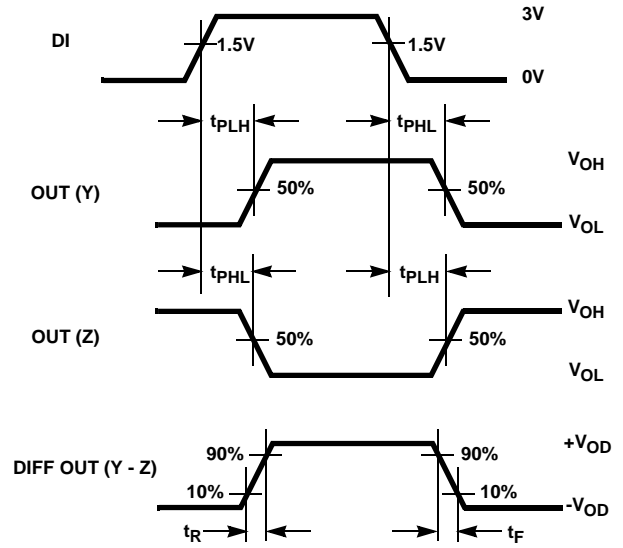 3V
DI
1.5V
1.5V
0V
tPLH
tPHL
VOH
OUT (Y)
50%
50%
VOL
tPHL
tPLH
VOH
OUT (Z)
50%
50%
VOL
+VOD
DIFF OUT (Y - Z)
90%
90%
10%
10%
-VOD
tR
tF